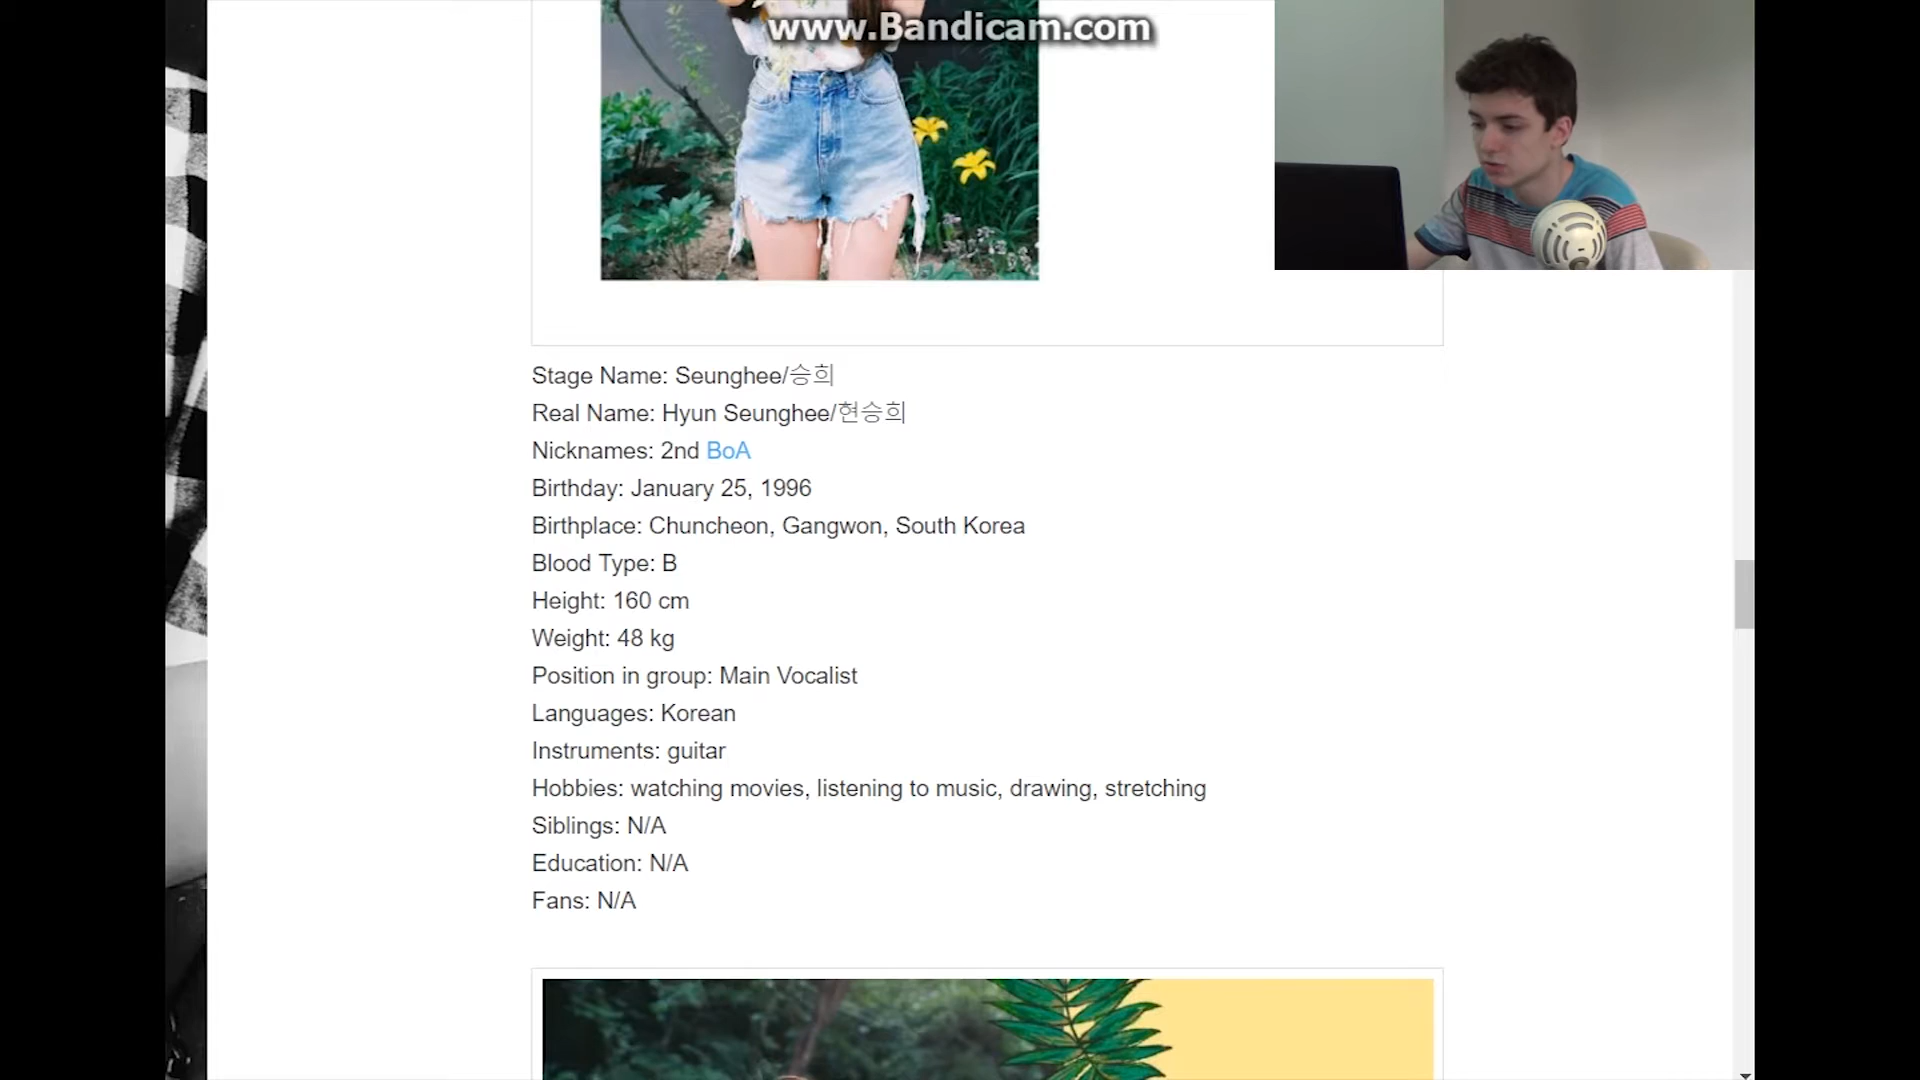 www.Bandicam.com
Stage Name: Seunghee/승희
Real Name: Hyun Seunghee/현승희
Nicknames: 2nd BoA
Birthday: January 25, 1996
Birthplace: Chuncheon, Gangwon, South Korea
Blood Type: B
Height: 160 cm
Weight: 48 kg
Position in group: Main Vocalist
Languages: Korean
Instruments: guitar
Hobbies: watching movies, listening to music, drawing, stretching
Siblings: N/A
Education: N/A
Fans: N/A